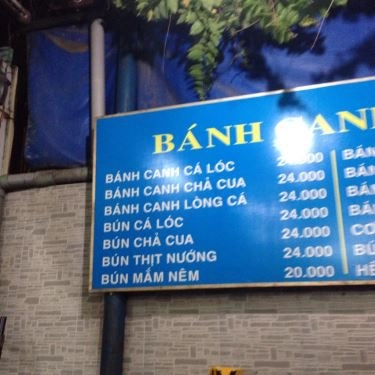 BÁNH CANH
BÁNH CANH CÁ LÓC 24.000
BÁNH CANH CHẢ CUA 24.000
BÁNH CANH LÒNG CÁ 24.000
BÚN CÁ LÓC 24.000
BÚN CHẢ CUA 24.000
BÚN THỊT NƯỚNG 24.000
BÚN MẮM NÊM 20.000